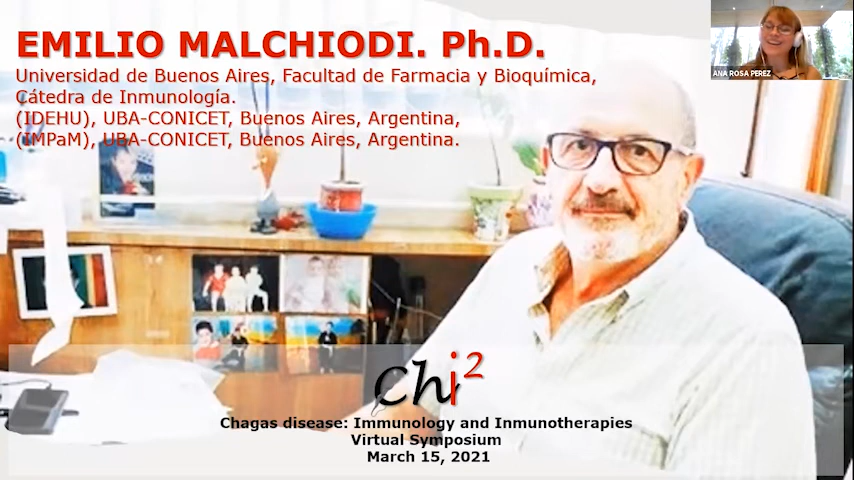 EMILIO MALCHIODI. Ph.D.
Universidad de Buenos Aires, Facultad de Farmacia y Bioquímica,
Cátedra de Inmunología.
(IDEHU), UBA-CONICET, Buenos Aires, Argentina,
(IMPaM), UBA-CONICET, Buenos Aires, Argentina.
ANA ROSA PEREZ
Chi²
Chagas disease: Immunology and Inmunotherapies
Virtual Symposium
March 15, 2021